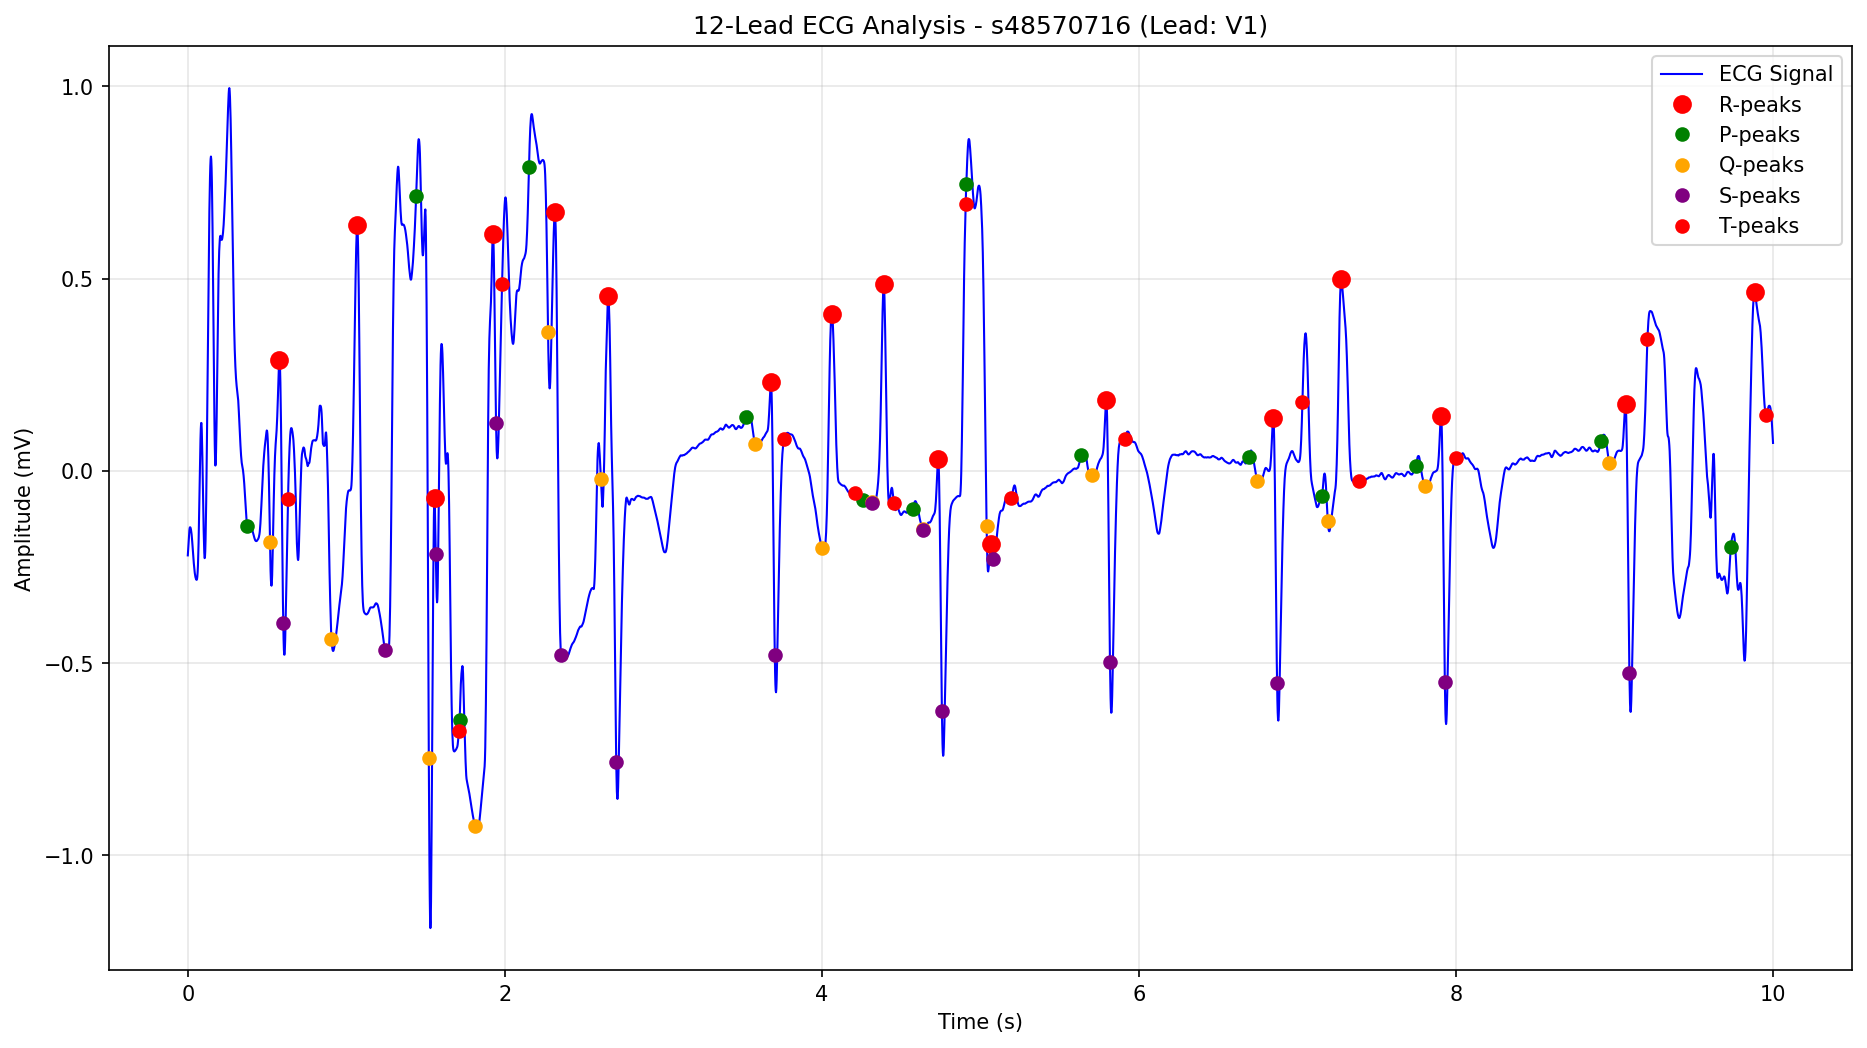 12-Lead ECG Analysis - s48570716 (Lead: V1)
ECG Signal
R-peaks
P-peaks
Q-peaks
S-peaks
T-peaks
1.0
0.5
0.0
−0.5
−1.0
Amplitude (mV)
0 2 4 6 8 10
Time (s)